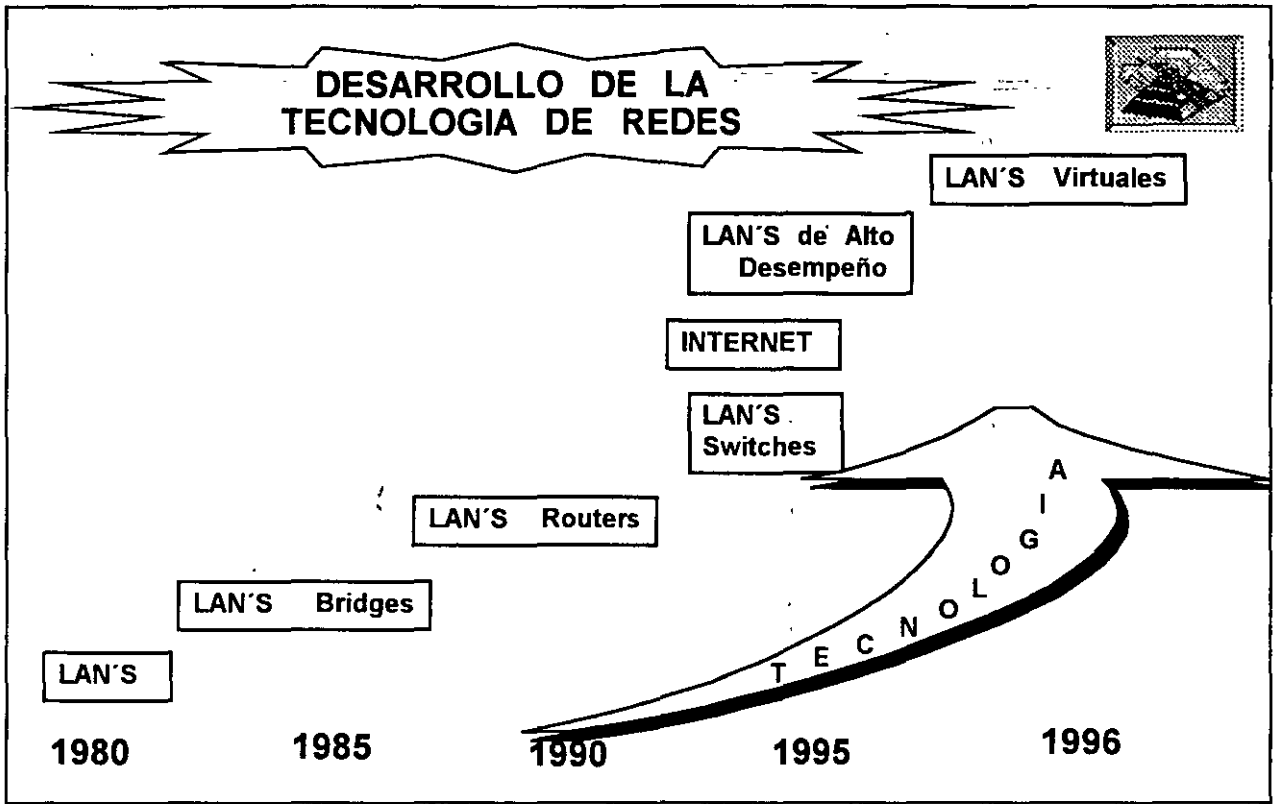 DESARROLLO DE LA
TECNOLOGIA DE REDES
LAN´S Virtuales
LAN´S de Alto
Desempeño
INTERNET
LAN´S
Switches
LAN´S Routers
LAN´S Bridges
LAN´S
TECNOLOGIA
1980 1985 1990 1995 1996